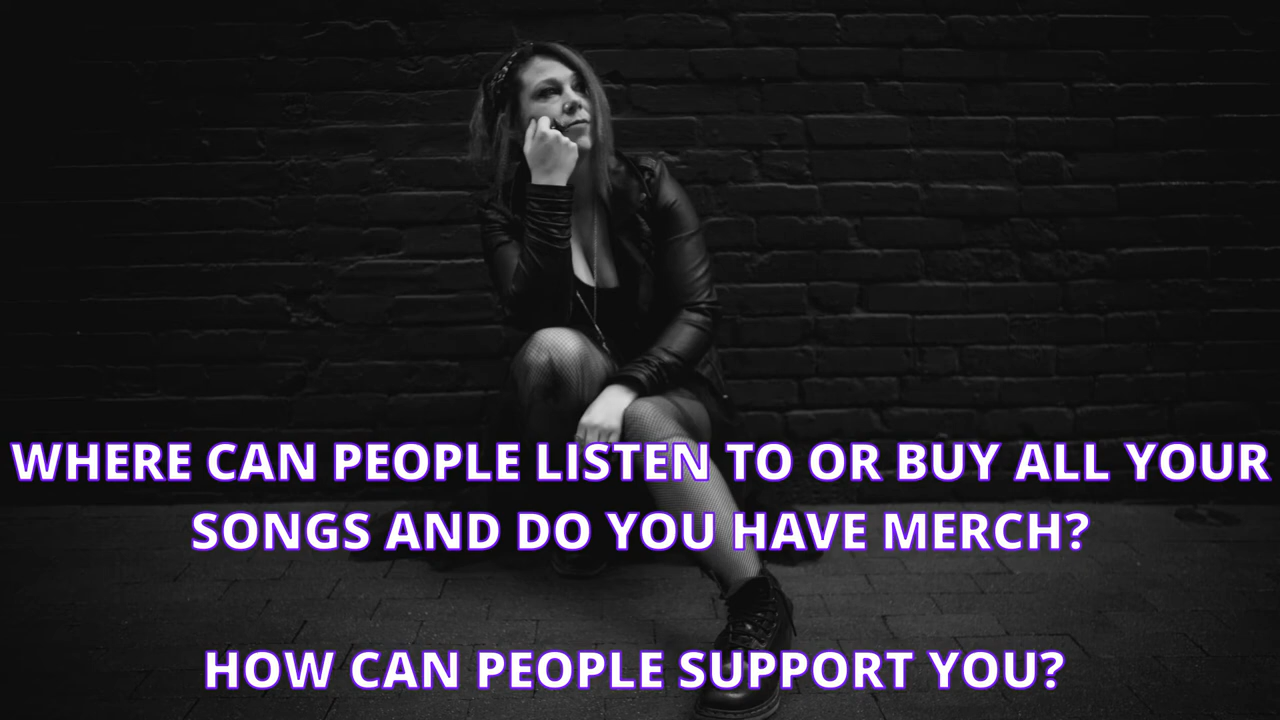 WHERE CAN PEOPLE LISTEN TO OR BUY ALL YOUR
SONGS AND DO YOU HAVE MERCH?
HOW CAN PEOPLE SUPPORT YOU?